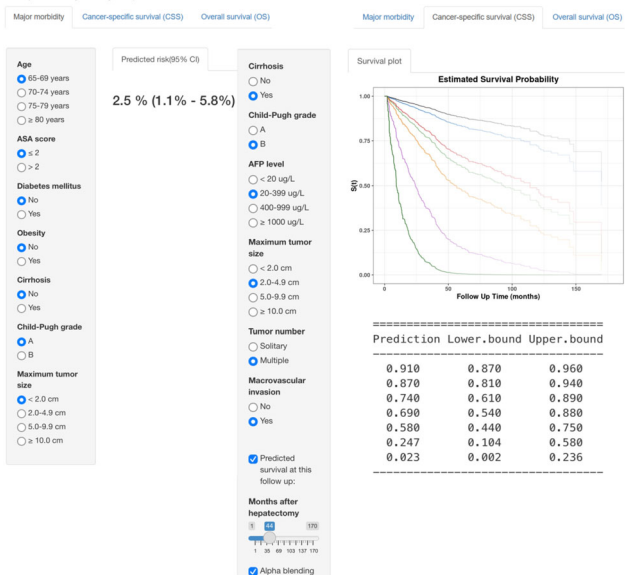 Major morbidity Cancer-specific survival (CSS) Overall survival (OS)
Age
65-69 years
70-74 years
75-79 years
≥ 80 years
ASA score
≤ 2
> 2
Diabetes mellitus
No
Yes
Obesity
No
Yes
Cirrhosis
No
Yes
Child-Pugh grade
A
B
Maximum tumor
size
< 2.0 cm
2.0-4.9 cm
5.0-9.9 cm
≥ 10.0 cm
Predicted risk(95% CI)
2.5 % (1.1% - 5.8%)
Cirrhosis
No
Yes
Child-Pugh grade
A
B
AFP level
< 20 ug/L
20-399 ug/L
400-999 ug/L
≥ 1000 ug/L
Maximum tumor
size
< 2.0 cm
2.0-4.9 cm
5.0-9.9 cm
≥ 10.0 cm
Tumor number
Solitary
Multiple
Macrovascular
invasion
No
Yes
Predicted
survival at this
follow up:
Months after
hepatectomy
1 44 170
1 35 69 103 137 170
Alpha blending
Major morbidity Cancer-specific survival (CSS) Overall survival (OS)
Survival plot
Estimated Survival Probability
S(t)
1.00
0.75
0.50
0.25
0.00
0 50 100 150
Follow Up Time (months)
==================================
Prediction Lower.bound Upper.bound
----------------------------------
0.910 0.870 0.960
0.870 0.810 0.940
0.740 0.610 0.890
0.690 0.540 0.880
0.580 0.440 0.750
0.247 0.104 0.580
0.023 0.002 0.236
----------------------------------